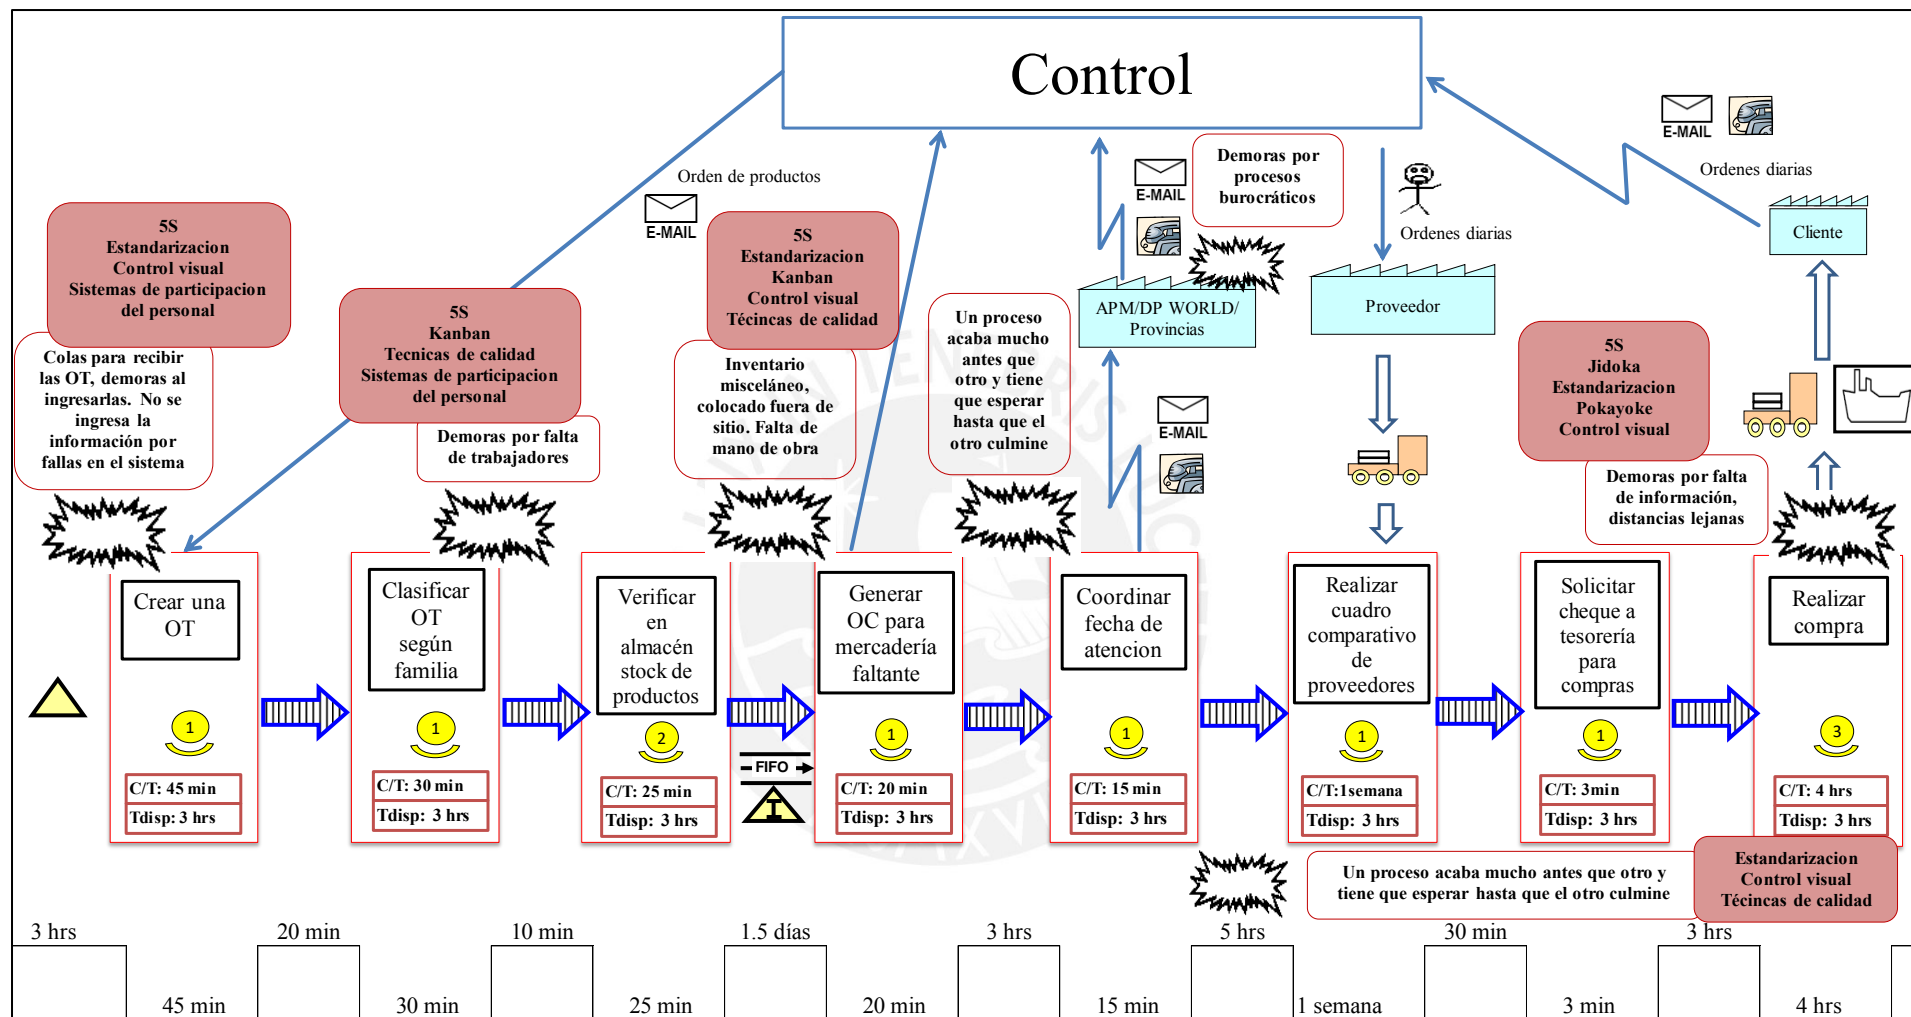 Control
E-MAIL
Ordenes diarias
Cliente
Orden de productos
E-MAIL
E-MAIL
Demoras por
procesos
burocráticos
Ordenes diarias
APM/DP WORLD/
Provincias
Proveedor
E-MAIL
5S
Estandarizacion
Control visual
Sistemas de participacion
del personal
Colas para recibir
las OT, demoras al
ingresarlas. No se
ingresa la
información por
fallas en el sistema
5S
Kanban
Tecnicas de calidad
Sistemas de participacion
del personal
Demoras por falta
de trabajadores
5S
Estandarizacion
Kanban
Control visual
Técincas de calidad
Inventario
misceláneo,
colocado fuera de
sitio. Falta de
mano de obra
Un proceso
acaba mucho
antes que
otro y tiene
que esperar
hasta que el
otro culmine
5S
Jidoka
Estandarizacion
Pokayoke
Control visual
Demoras por falta
de información,
distancias lejanas
Crear una
OT
1
C/T: 45 min
Tdisp: 3 hrs
Clasificar
OT
según
familia
1
C/T: 30 min
Tdisp: 3 hrs
Verificar
en
almacén
stock de
productos
2
C/T: 25 min
Tdisp: 3 hrs
FIFO
I
Generar
OC para
mercadería
faltante
1
C/T: 20 min
Tdisp: 3 hrs
Coordinar
fecha de
atencion
1
C/T: 15 min
Tdisp: 3 hrs
Realizar
cuadro
comparativo
de
proveedores
1
C/T:1semana
Tdisp: 3 hrs
Solicitar
cheque a
tesorería
para
compras
1
C/T: 3min
Tdisp: 3 hrs
Realizar
compra
3
C/T: 4 hrs
Tdisp: 3 hrs
Un proceso acaba mucho antes que otro y
tiene que esperar hasta que el otro culmine
Estandarizacion
Control visual
Técincas de calidad
3 hrs
20 min
10 min
1.5 días
3 hrs
5 hrs
30 min
3 hrs
45 min
30 min
25 min
20 min
15 min
1 semana
3 min
4 hrs